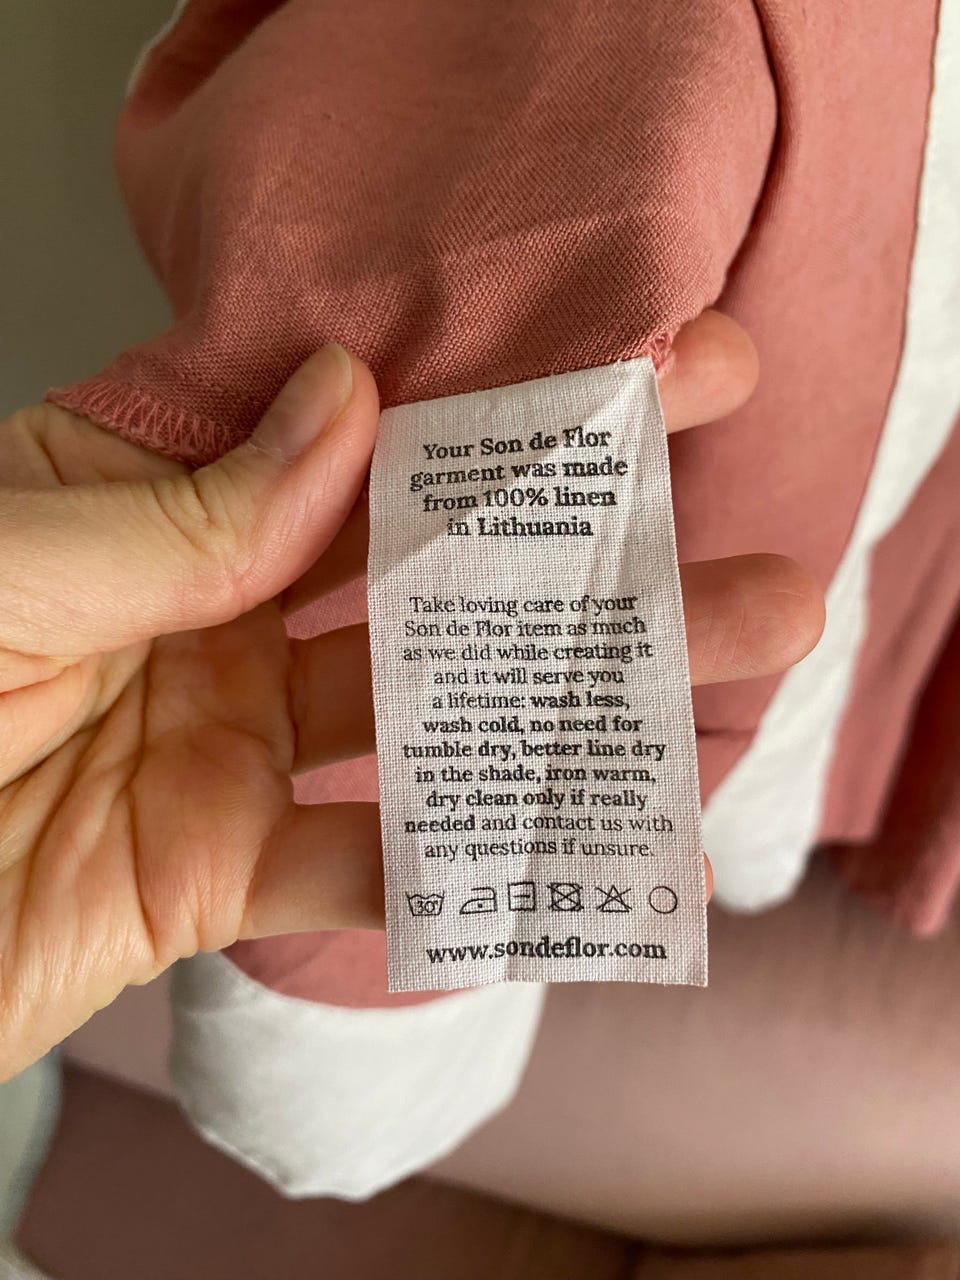 Your Son de Flor
garment was made
from 100% linen
in Lithuania
Take loving care of your
Son de Flor item as much
as we did while creating it
and it will serve you
a lifetime: wash less,
wash cold, no need for
tumble dry, better line dry
in the shade, iron warm,
dry clean only if really
needed and contact us with
any questions if unsure.
30°
www.sondeflor.com